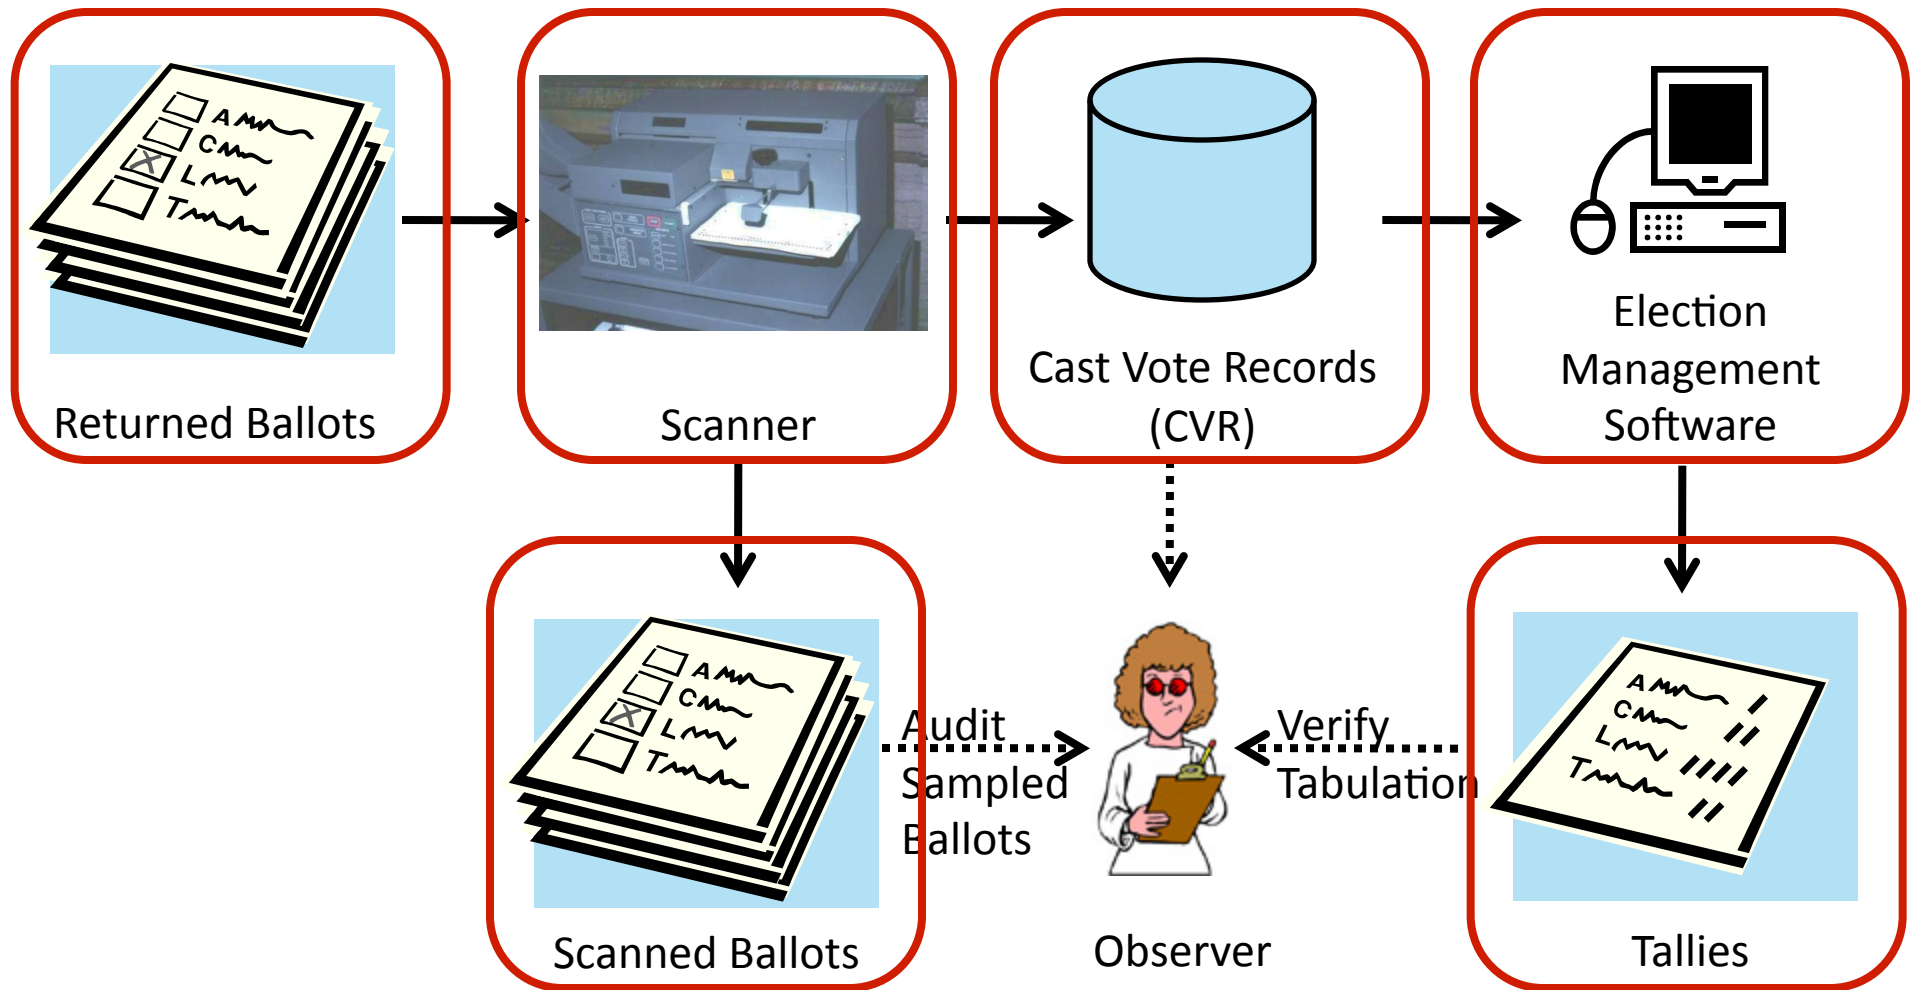 Returned Ballots
Scanner
Cast Vote Records
(CVR)
Election
Management
Software
A
C
L
T
Audit
Sampled
Ballots
Scanned Ballots
Observer
Verify
Tabulation
A
C
L
T
Tallies
A
C
L
T